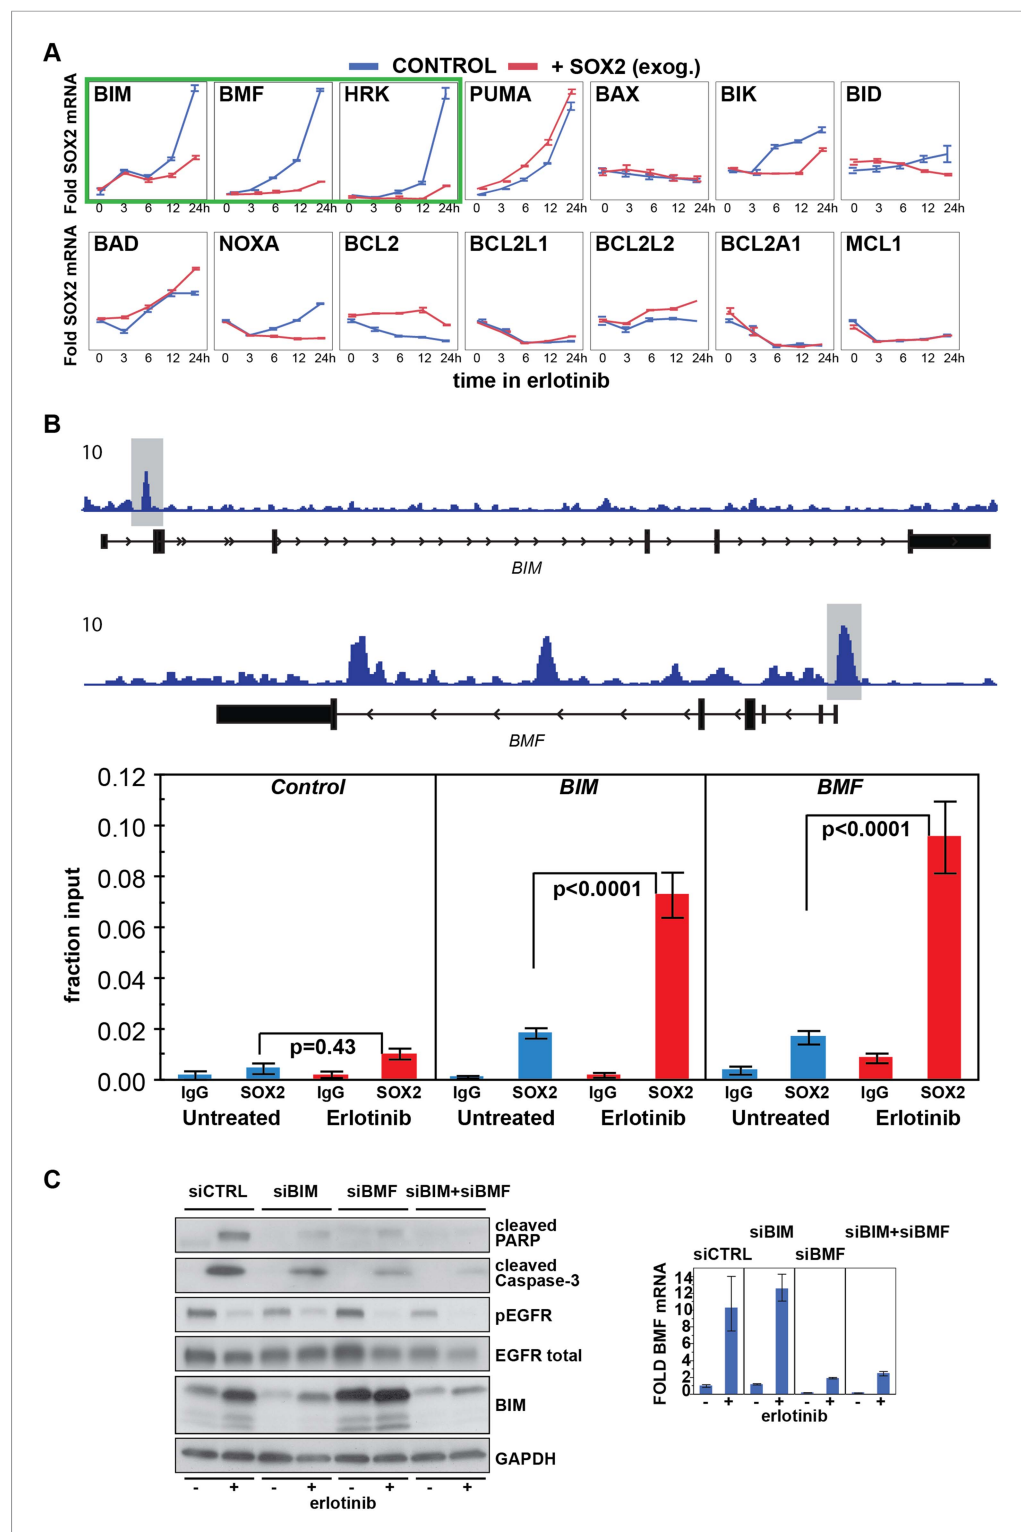 A
CONTROL + SOX2 (exog.)
Fold SOX2 mRNA
BIM BMF HRK PUMA BAX BIK BID
0 3 6 12 24h 0 3 6 12 24h 0 3 6 12 24h 0 3 6 12 24h 0 3 6 12 24h 0 3 6 12 24h 0 3 6 12 24h
Fold SOX2 mRNA
BAD NOXA BCL2 BCL2L1 BCL2L2 BCL2A1 MCL1
0 3 6 12 24h 0 3 6 12 24h 0 3 6 12 24h 0 3 6 12 24h 0 3 6 12 24h 0 3 6 12 24h 0 3 6 12 24h
time in erlotinib
B
10
BIM
10
BMF
fraction input
0.12
0.10
0.08
0.06
0.04
0.02
0.00
Control BIM BMF
p=0.43
p<0.0001
p<0.0001
IgG SOX2 IgG SOX2 IgG SOX2 IgG SOX2 IgG SOX2 IgG SOX2
Untreated Erlotinib Untreated Erlotinib Untreated Erlotinib
C
siCTRL siBIM siBMF siBIM+siBMF
cleaved
PARP
cleaved
Caspase-3
pEGFR
EGFR total
BIM
GAPDH
- + - + - + - +
erlotinib
siBIM siBIM+siBMF
siCTRL siBMF
FOLD BMF mRNA
14
12
10
8
6
4
2
0
- + - + - + - +
erlotinib